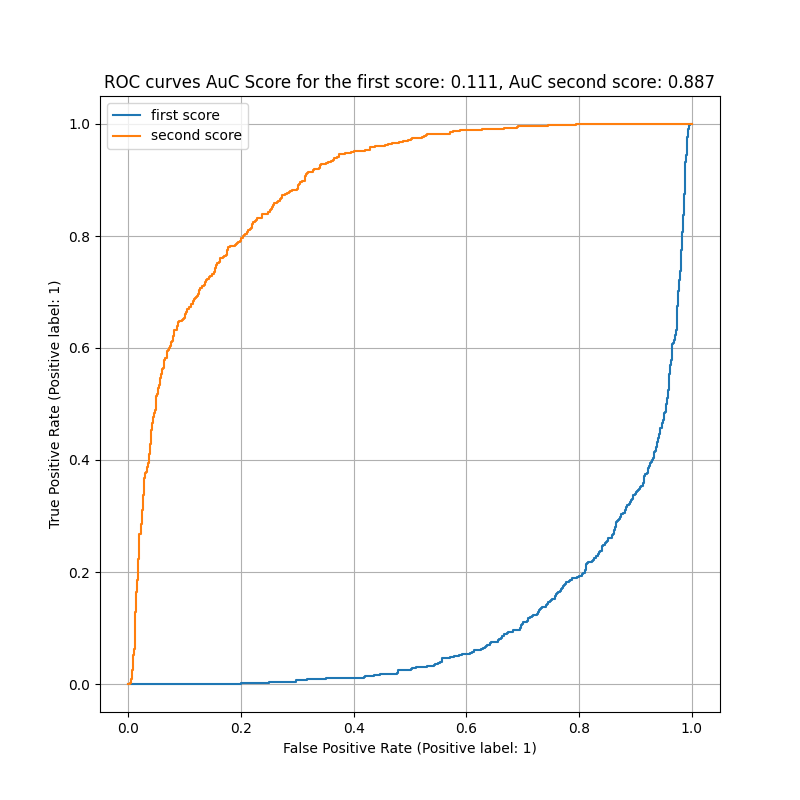 ROC curves AuC Score for the first score: 0.111, AuC second score: 0.887
first score
second score
1.0
0.8
0.6
0.4
0.2
0.0
True Positive Rate (Positive label: 1)
0.0 0.2 0.4 0.6 0.8 1.0
False Positive Rate (Positive label: 1)